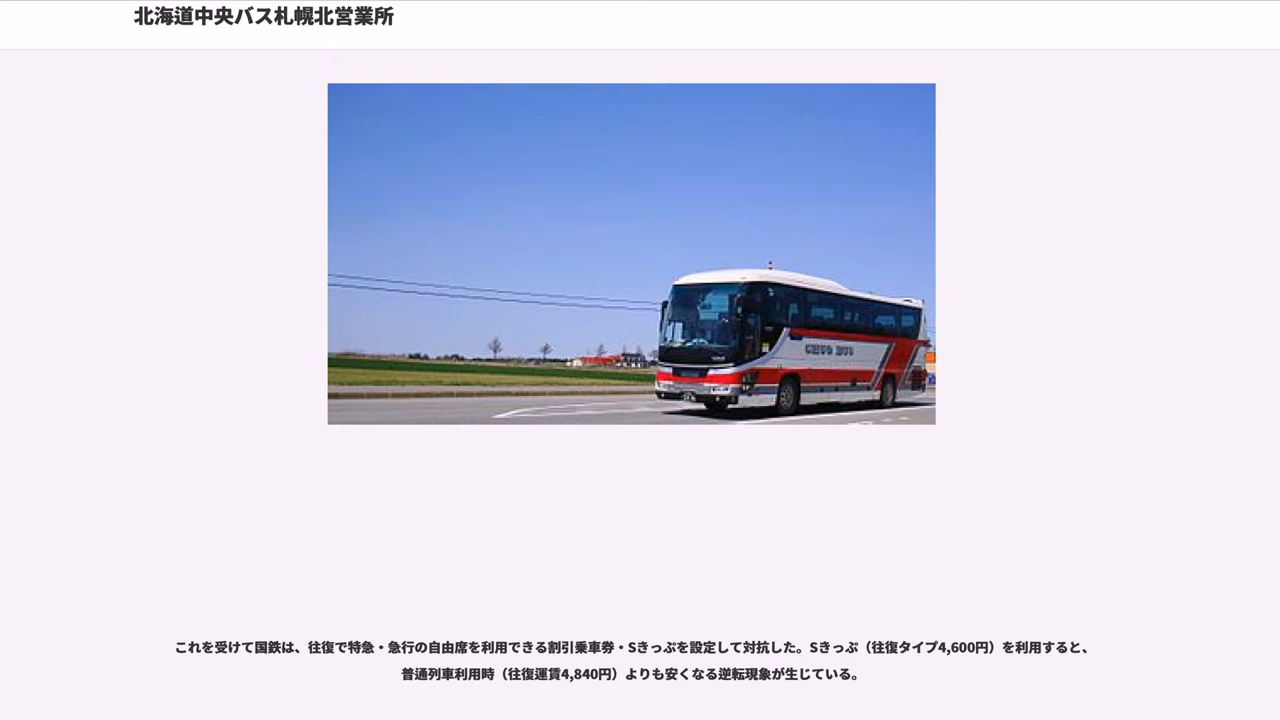 北海道中央バス札幌北営業所
CHUO BUS
これを受けて国鉄は、往復で特急・急行の自由席を利用できる割引乗車券・Sきっぷを設定して対抗した。Sきっぷ（往復タイプ4,600円）を利用すると、
普通列車利用時（往復運賃4,840円）よりも安くなる逆転現象が生じている。